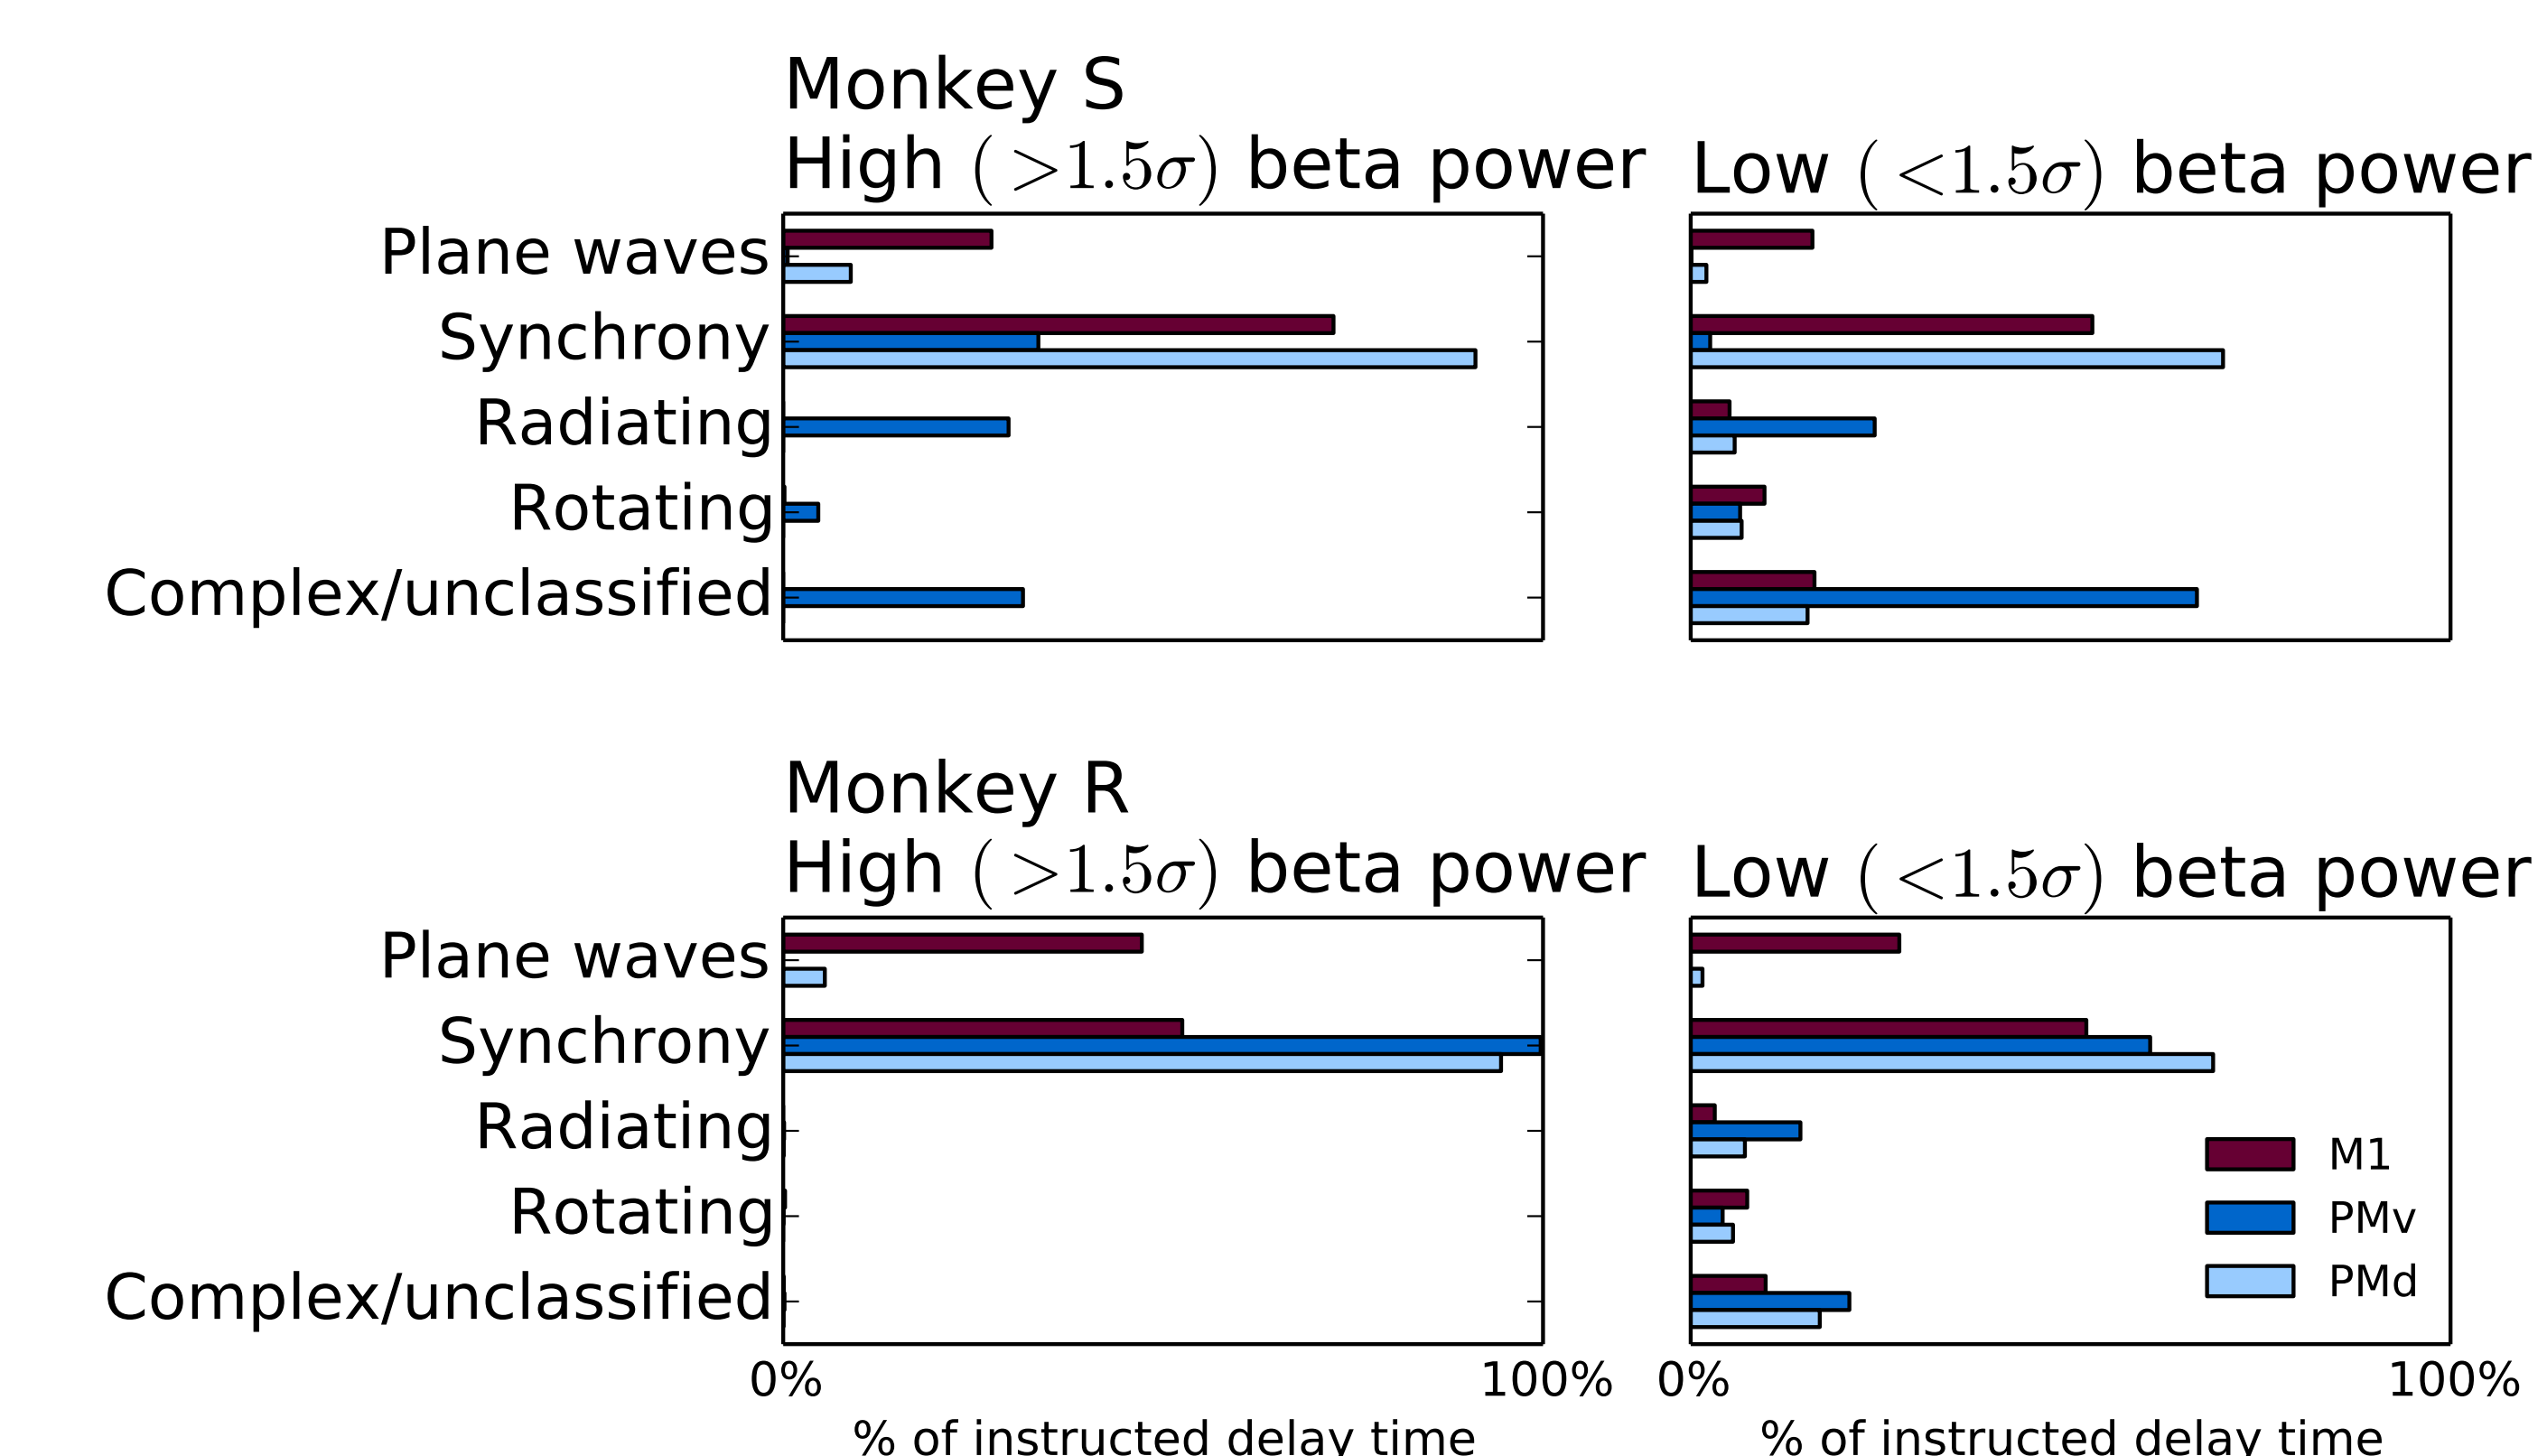 Monkey S
High (>1.5σ) beta power
Low (<1.5σ) beta power
Plane waves
Synchrony
Radiating
Rotating
Complex/unclassified
Monkey R
High (>1.5σ) beta power
Low (<1.5σ) beta power
Plane waves
Synchrony
Radiating
Rotating
Complex/unclassified
M1
PMv
PMd
0%
100%
0%
100%
% of instructed delay time
% of instructed delay time